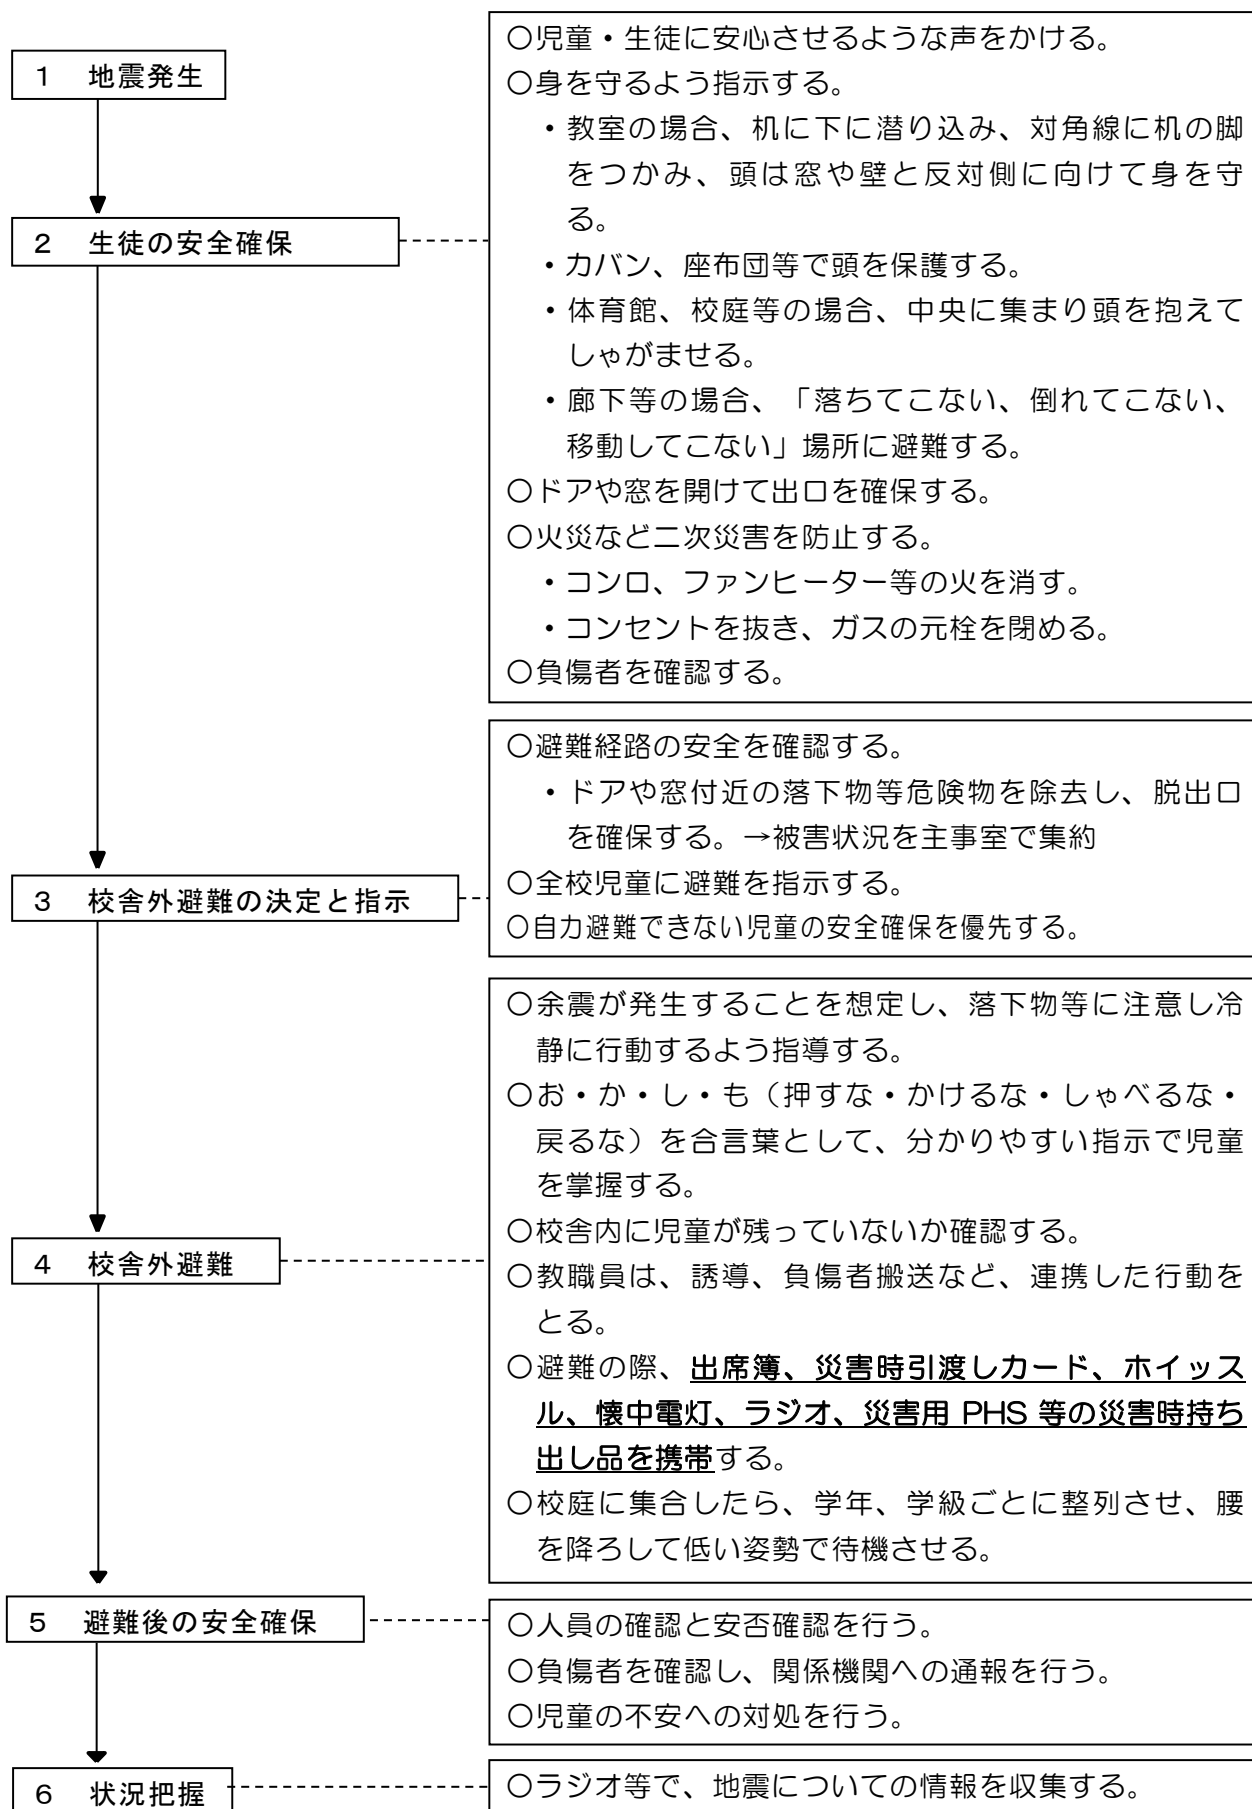 1　地震発生
○児童・生徒に安心させるような声をかける。
○身を守るよう指示する。
・教室の場合、机に下に潜り込み、対角線に机の脚
をつかみ、頭は窓や壁と反対側に向けて身を守
る。
2　生徒の安全確保
・カバン、座布団等で頭を保護する。
・体育館、校庭等の場合、中央に集まり頭を抱えて
しゃがませる。
・廊下等の場合、「落ちてこない、倒れてこない、
移動してこない」場所に避難する。
○ドアや窓を開けて出口を確保する。
○火災など二次災害を防止する。
・コンロ、ファンヒーター等の火を消す。
・コンセントを抜き、ガスの元栓を閉める。
○負傷者を確認する。
3　校舎外避難の決定と指示
○避難経路の安全を確認する。
・ドアや窓付近の落下物等危険物を除去し、脱出口
を確保する。→被害状況を主事室で集約
○全校児童に避難を指示する。
○自力避難できない児童の安全確保を優先する。
4　校舎外避難
○余震が発生することを想定し、落下物等に注意し冷
静に行動するよう指導する。
○お・か・し・も（押すな・かけるな・しゃべるな・
戻るな）を合言葉として、分かりやすい指示で児童
を掌握する。
○校舎内に児童が残っていないか確認する。
○教職員は、誘導、負傷者搬送など、連携した行動を
とる。
○避難の際、出席簿、災害時引渡しカード、ホイッス
ル、懐中電灯、ラジオ、災害用 PHS 等の災害時持ち
出し品を携帯する。
○校庭に集合したら、学年、学級ごとに整列させ、腰
を降ろして低い姿勢で待機させる。
5　避難後の安全確保
○人員の確認と安否確認を行う。
○負傷者を確認し、関係機関への通報を行う。
○児童の不安への対処を行う。
6　状況把握
○ラジオ等で、地震についての情報を収集する。